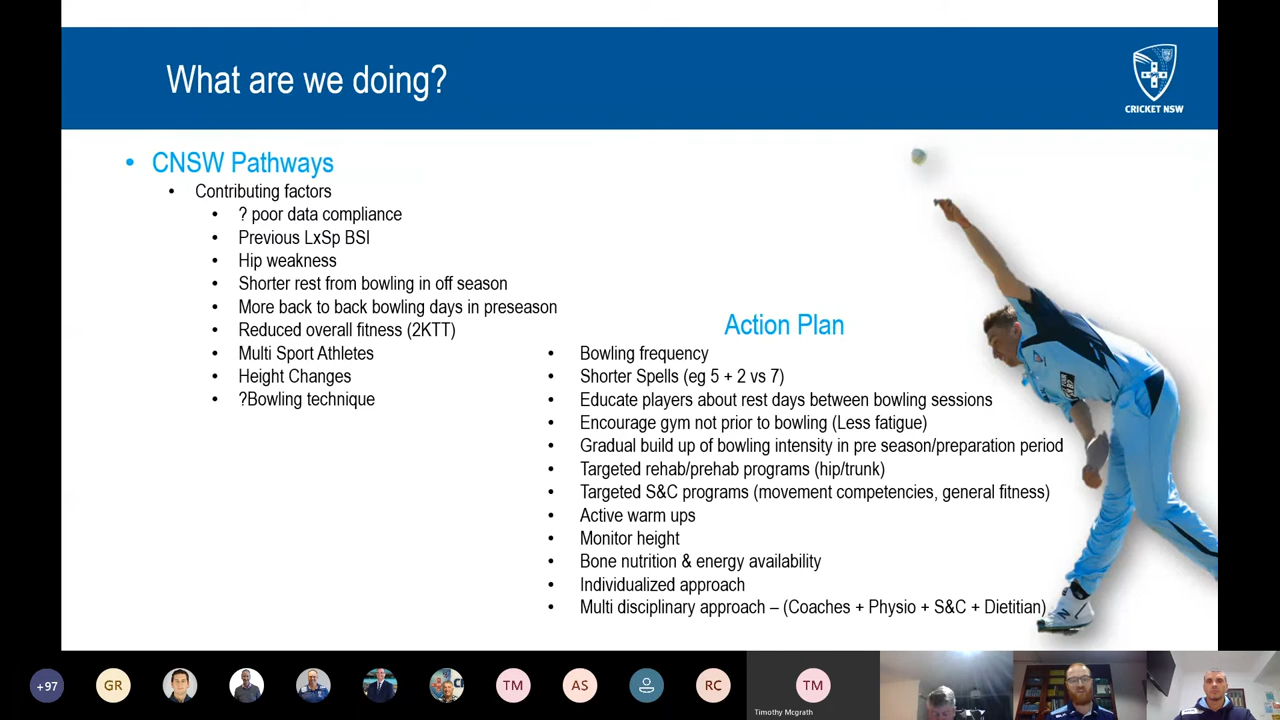 What are we doing?
CRICKET NSW
CNSW Pathways
Contributing factors
? poor data compliance
Previous LxSp BSI
Hip weakness
Shorter rest from bowling in off season
More back to back bowling days in preseason
Reduced overall fitness (2KTT)
Multi Sport Athletes
Height Changes
?Bowling technique
Action Plan
Bowling frequency
Shorter Spells (eg 5 + 2 vs 7)
Educate players about rest days between bowling sessions
Encourage gym not prior to bowling (Less fatigue)
Gradual build up of bowling intensity in pre season/preparation period
Targeted rehab/prehab programs (hip/trunk)
Targeted S&C programs (movement competencies, general fitness)
Active warm ups
Monitor height
Bone nutrition & energy availability
Individualized approach
Multi disciplinary approach – (Coaches + Physio + S&C + Dietitian)
+97
GR
TM
AS
RC
TM
Timothy Mcgrath